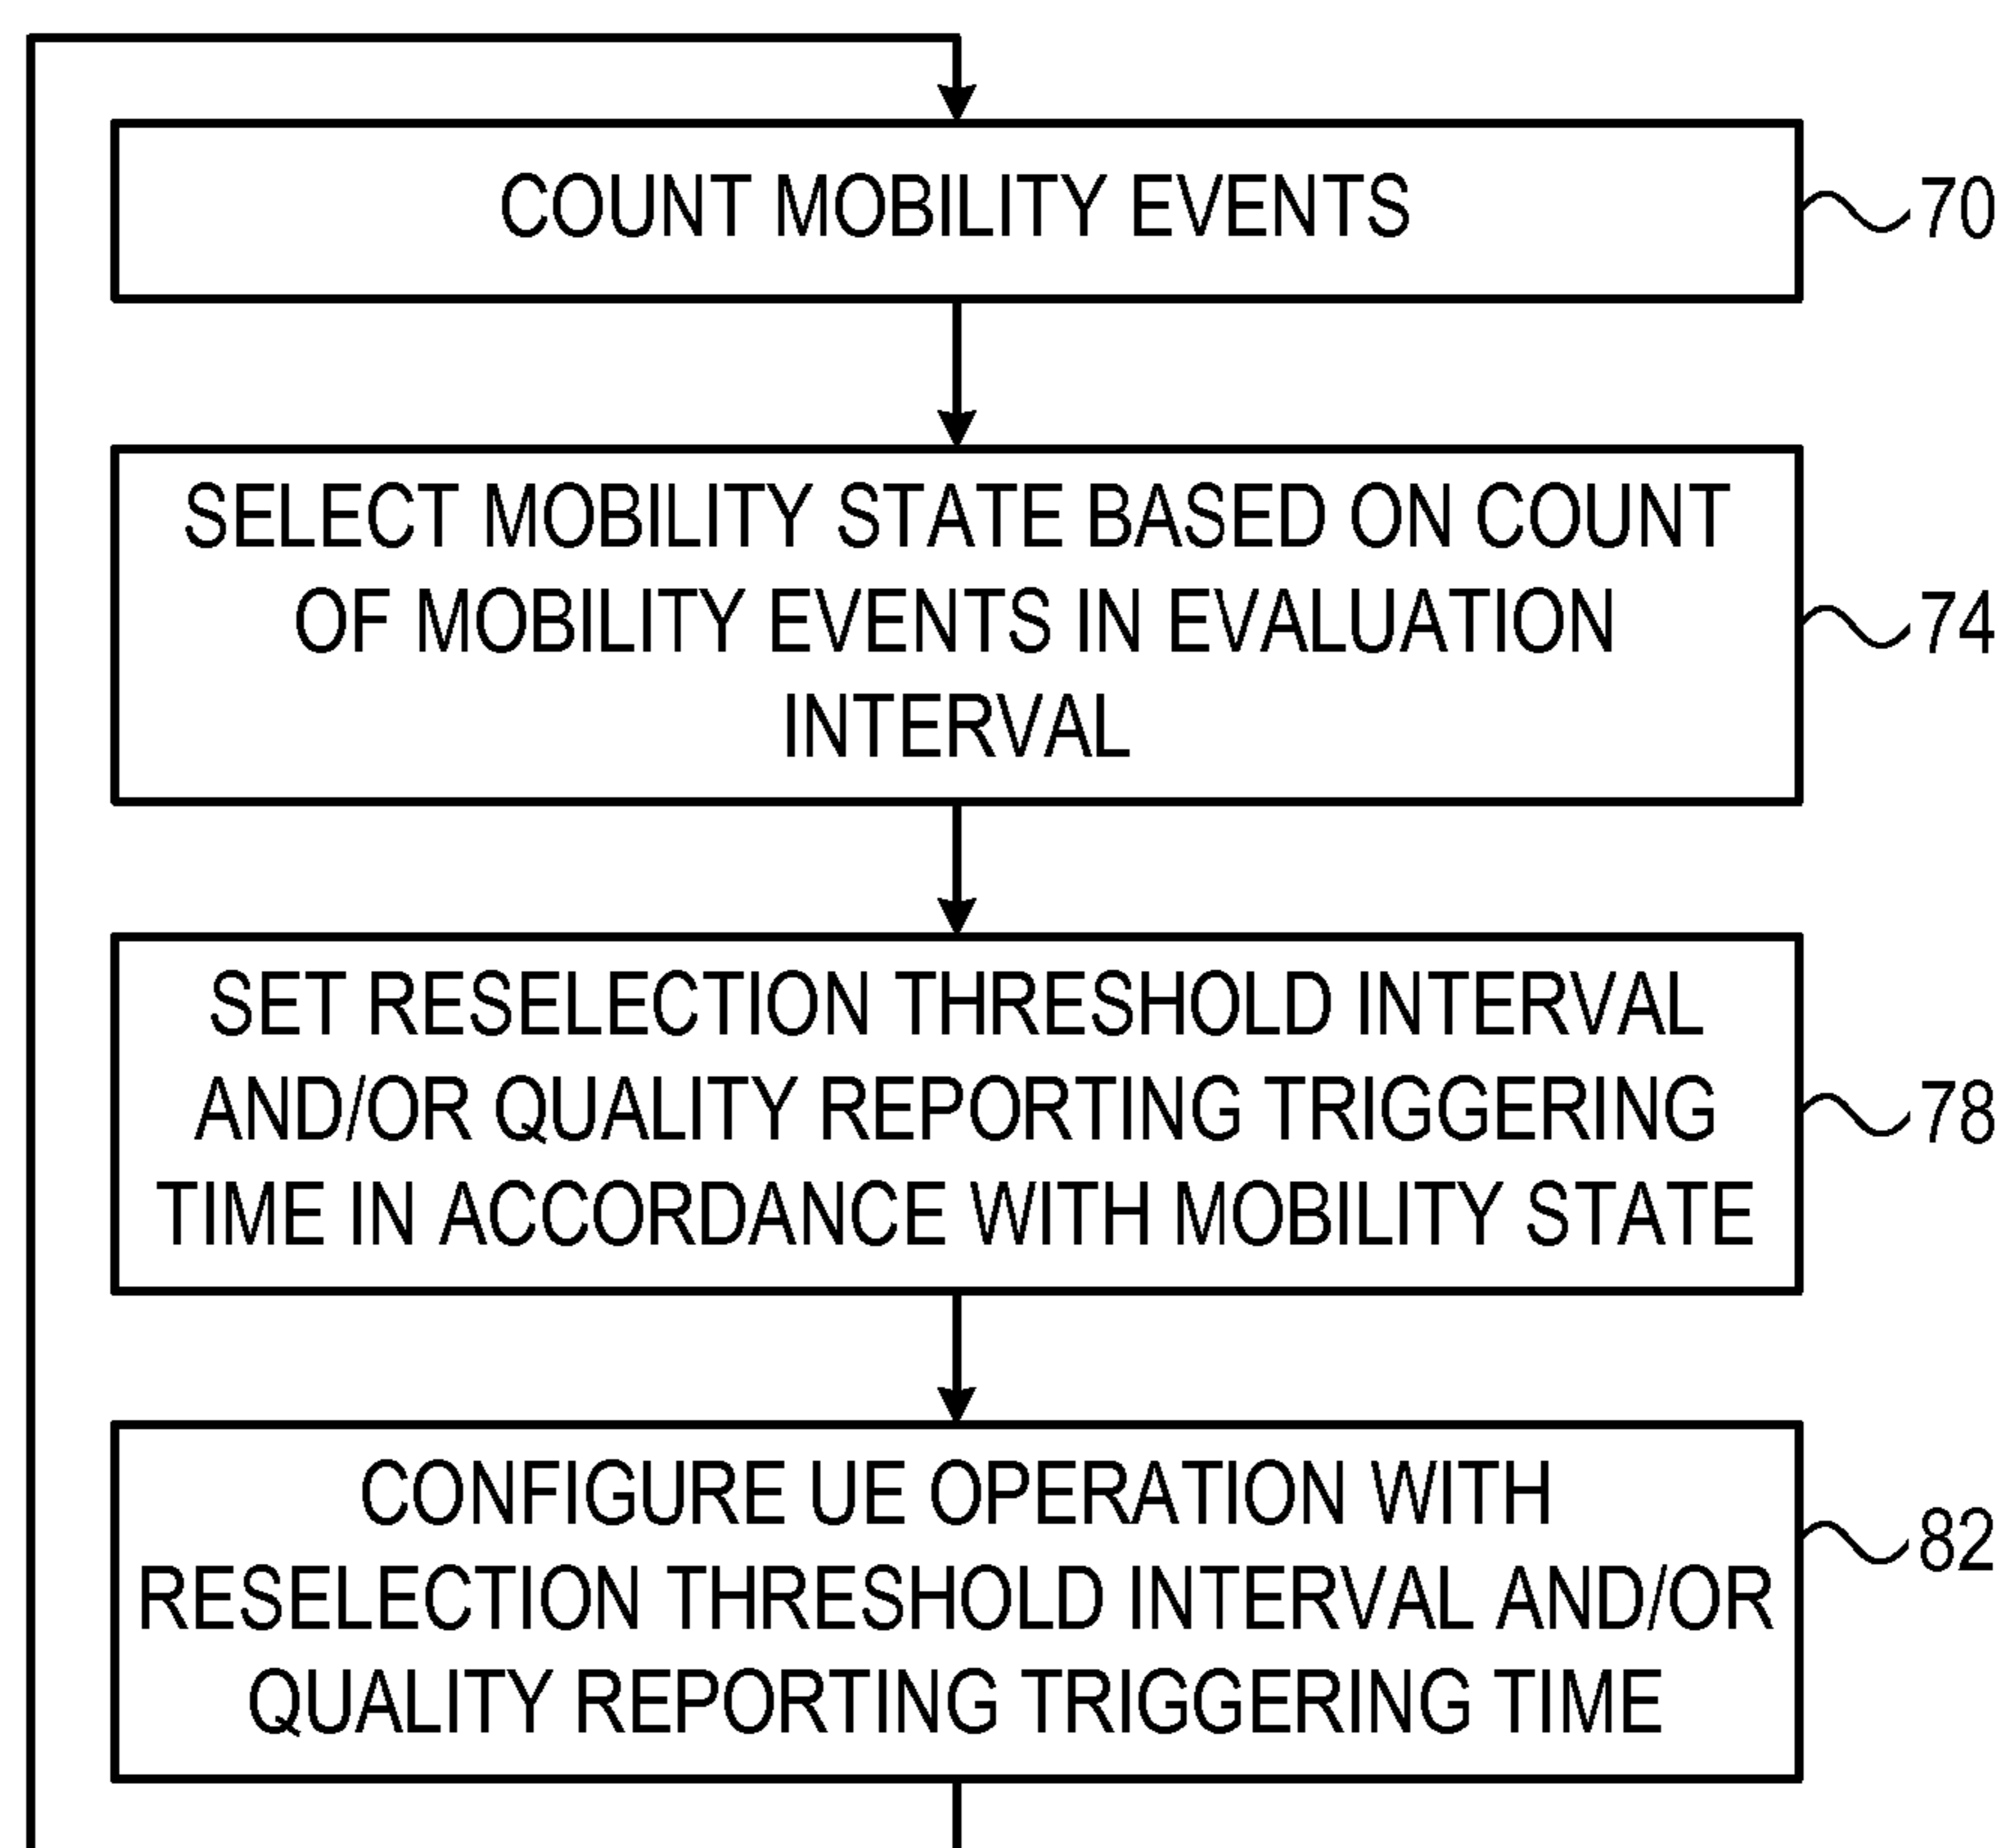 COUNT MOBILITY EVENTS
70
SELECT MOBILITY STATE BASED ON COUNT
OF MOBILITY EVENTS IN EVALUATION
INTERVAL
74
SET RESELECTION THRESHOLD INTERVAL
AND/OR QUALITY REPORTING TRIGGERING
TIME IN ACCORDANCE WITH MOBILITY STATE
78
CONFIGURE UE OPERATION WITH
RESELECTION THRESHOLD INTERVAL AND/OR
QUALITY REPORTING TRIGGERING TIME
82